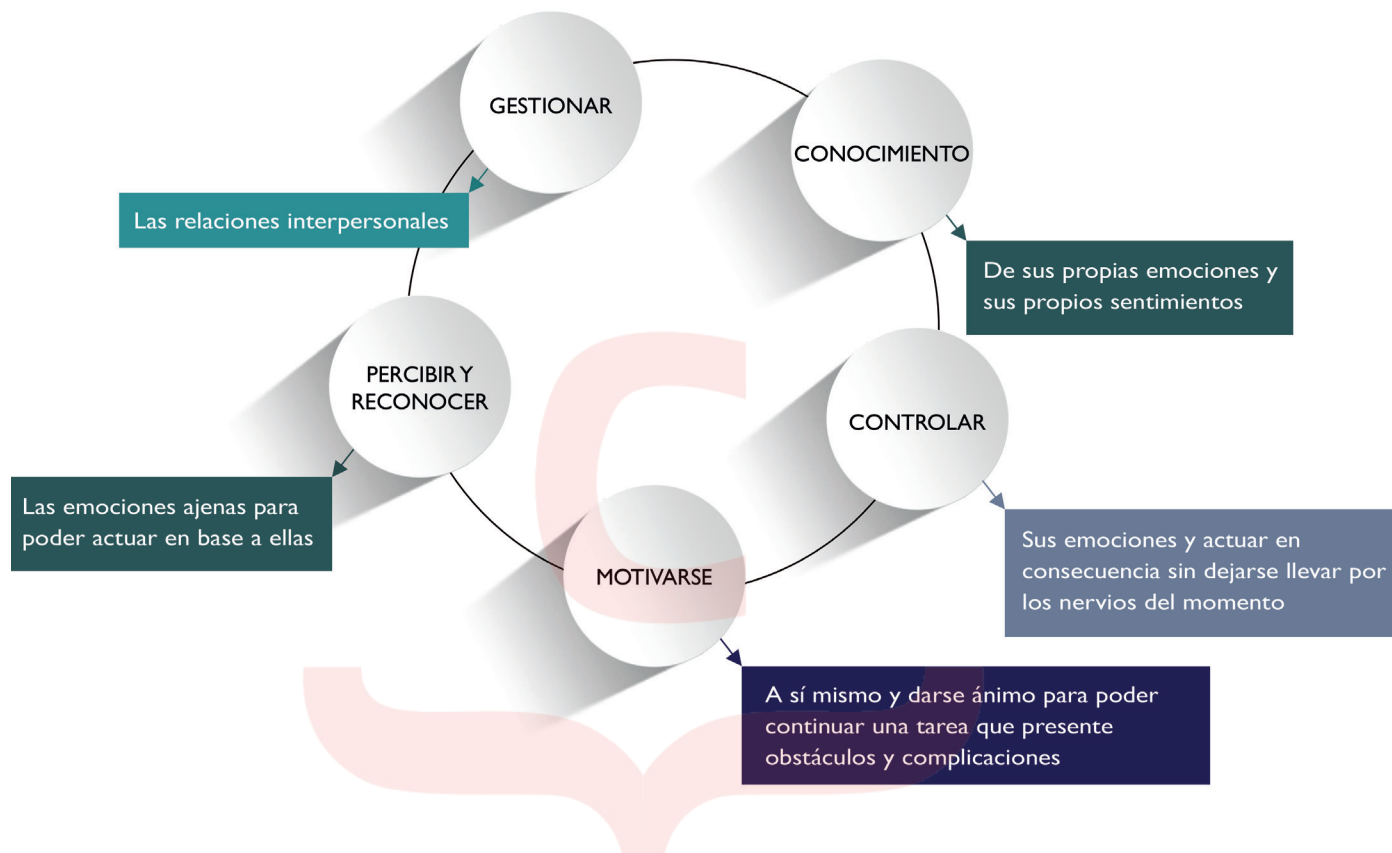 GESTIONAR
Las relaciones interpersonales
CONOCIMIENTO
De sus propias emociones y
sus propios sentimientos
CONTROLAR
Sus emociones y actuar en
consecuencia sin dejarse llevar por
los nervios del momento
MOTIVARSE
A sí mismo y darse ánimo para poder
continuar una tarea que presente
obstáculos y complicaciones
PERCIBIR Y
RECONOCER
Las emociones ajenas para
poder actuar en base a ellas